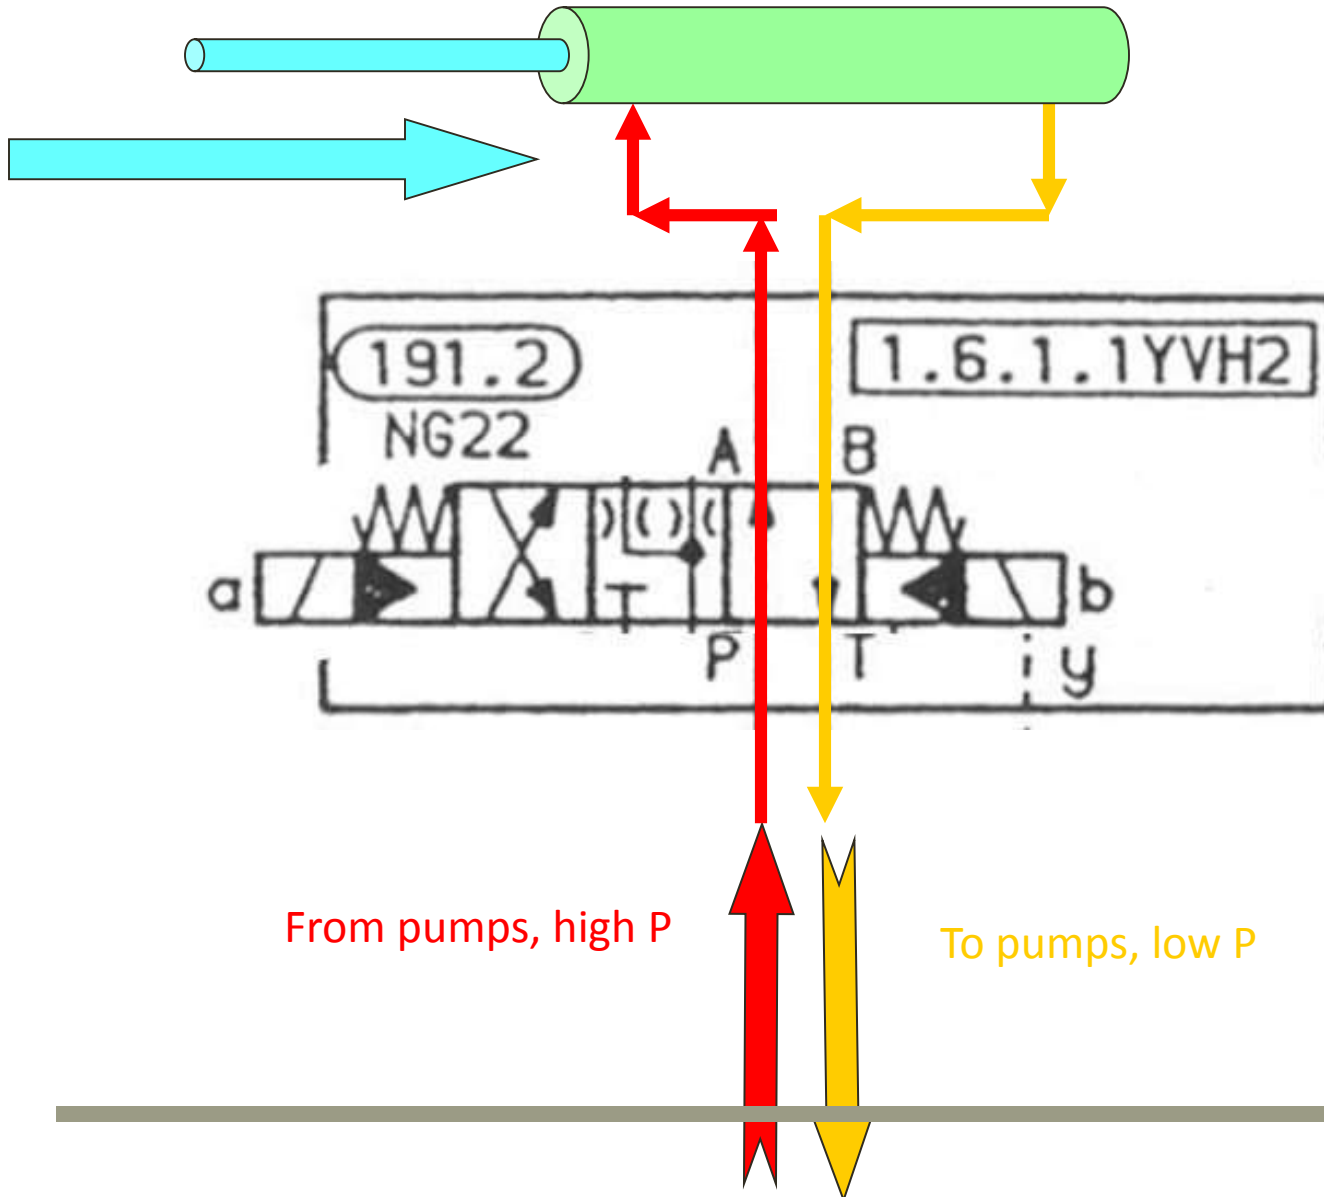 191.2
1.6.1.1YVH2
NG22
A
B
a
b
P
T
y
From pumps, high P
To pumps, low P